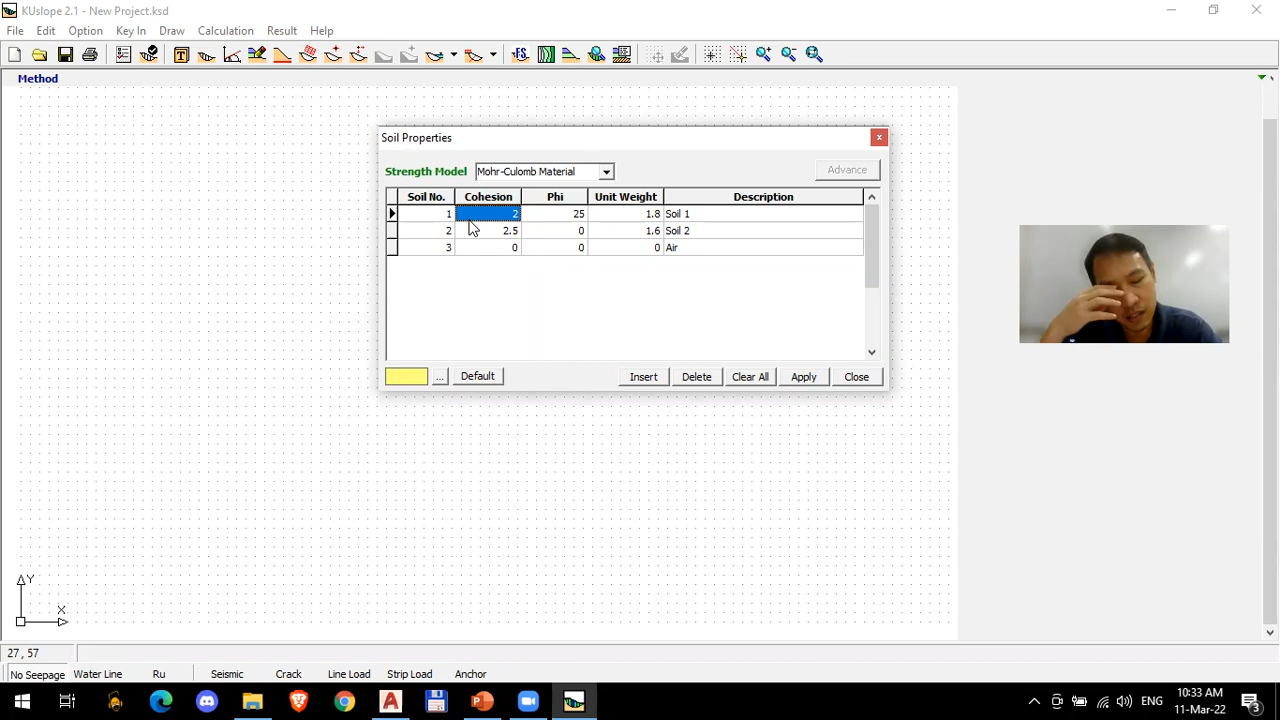 KUslope 2.1 - New Project.ksd
File Edit Option Key In Draw Calculation Result Help
T FS
Method
Soil Properties
Strength Model Mohr-Culomb Material Advance
Soil No. Cohesion Phi Unit Weight Description
1 2 25 1.8 Soil 1
2 2.5 0 1.6 Soil 2
3 0 0 0 Air
... Default Insert Delete Clear All Apply Close
Y
X
27 , 57
No Seepage Water Line Ru Seismic Crack Line Load Strip Load Anchor
ENG 10:33 AM
11-Mar-22 3